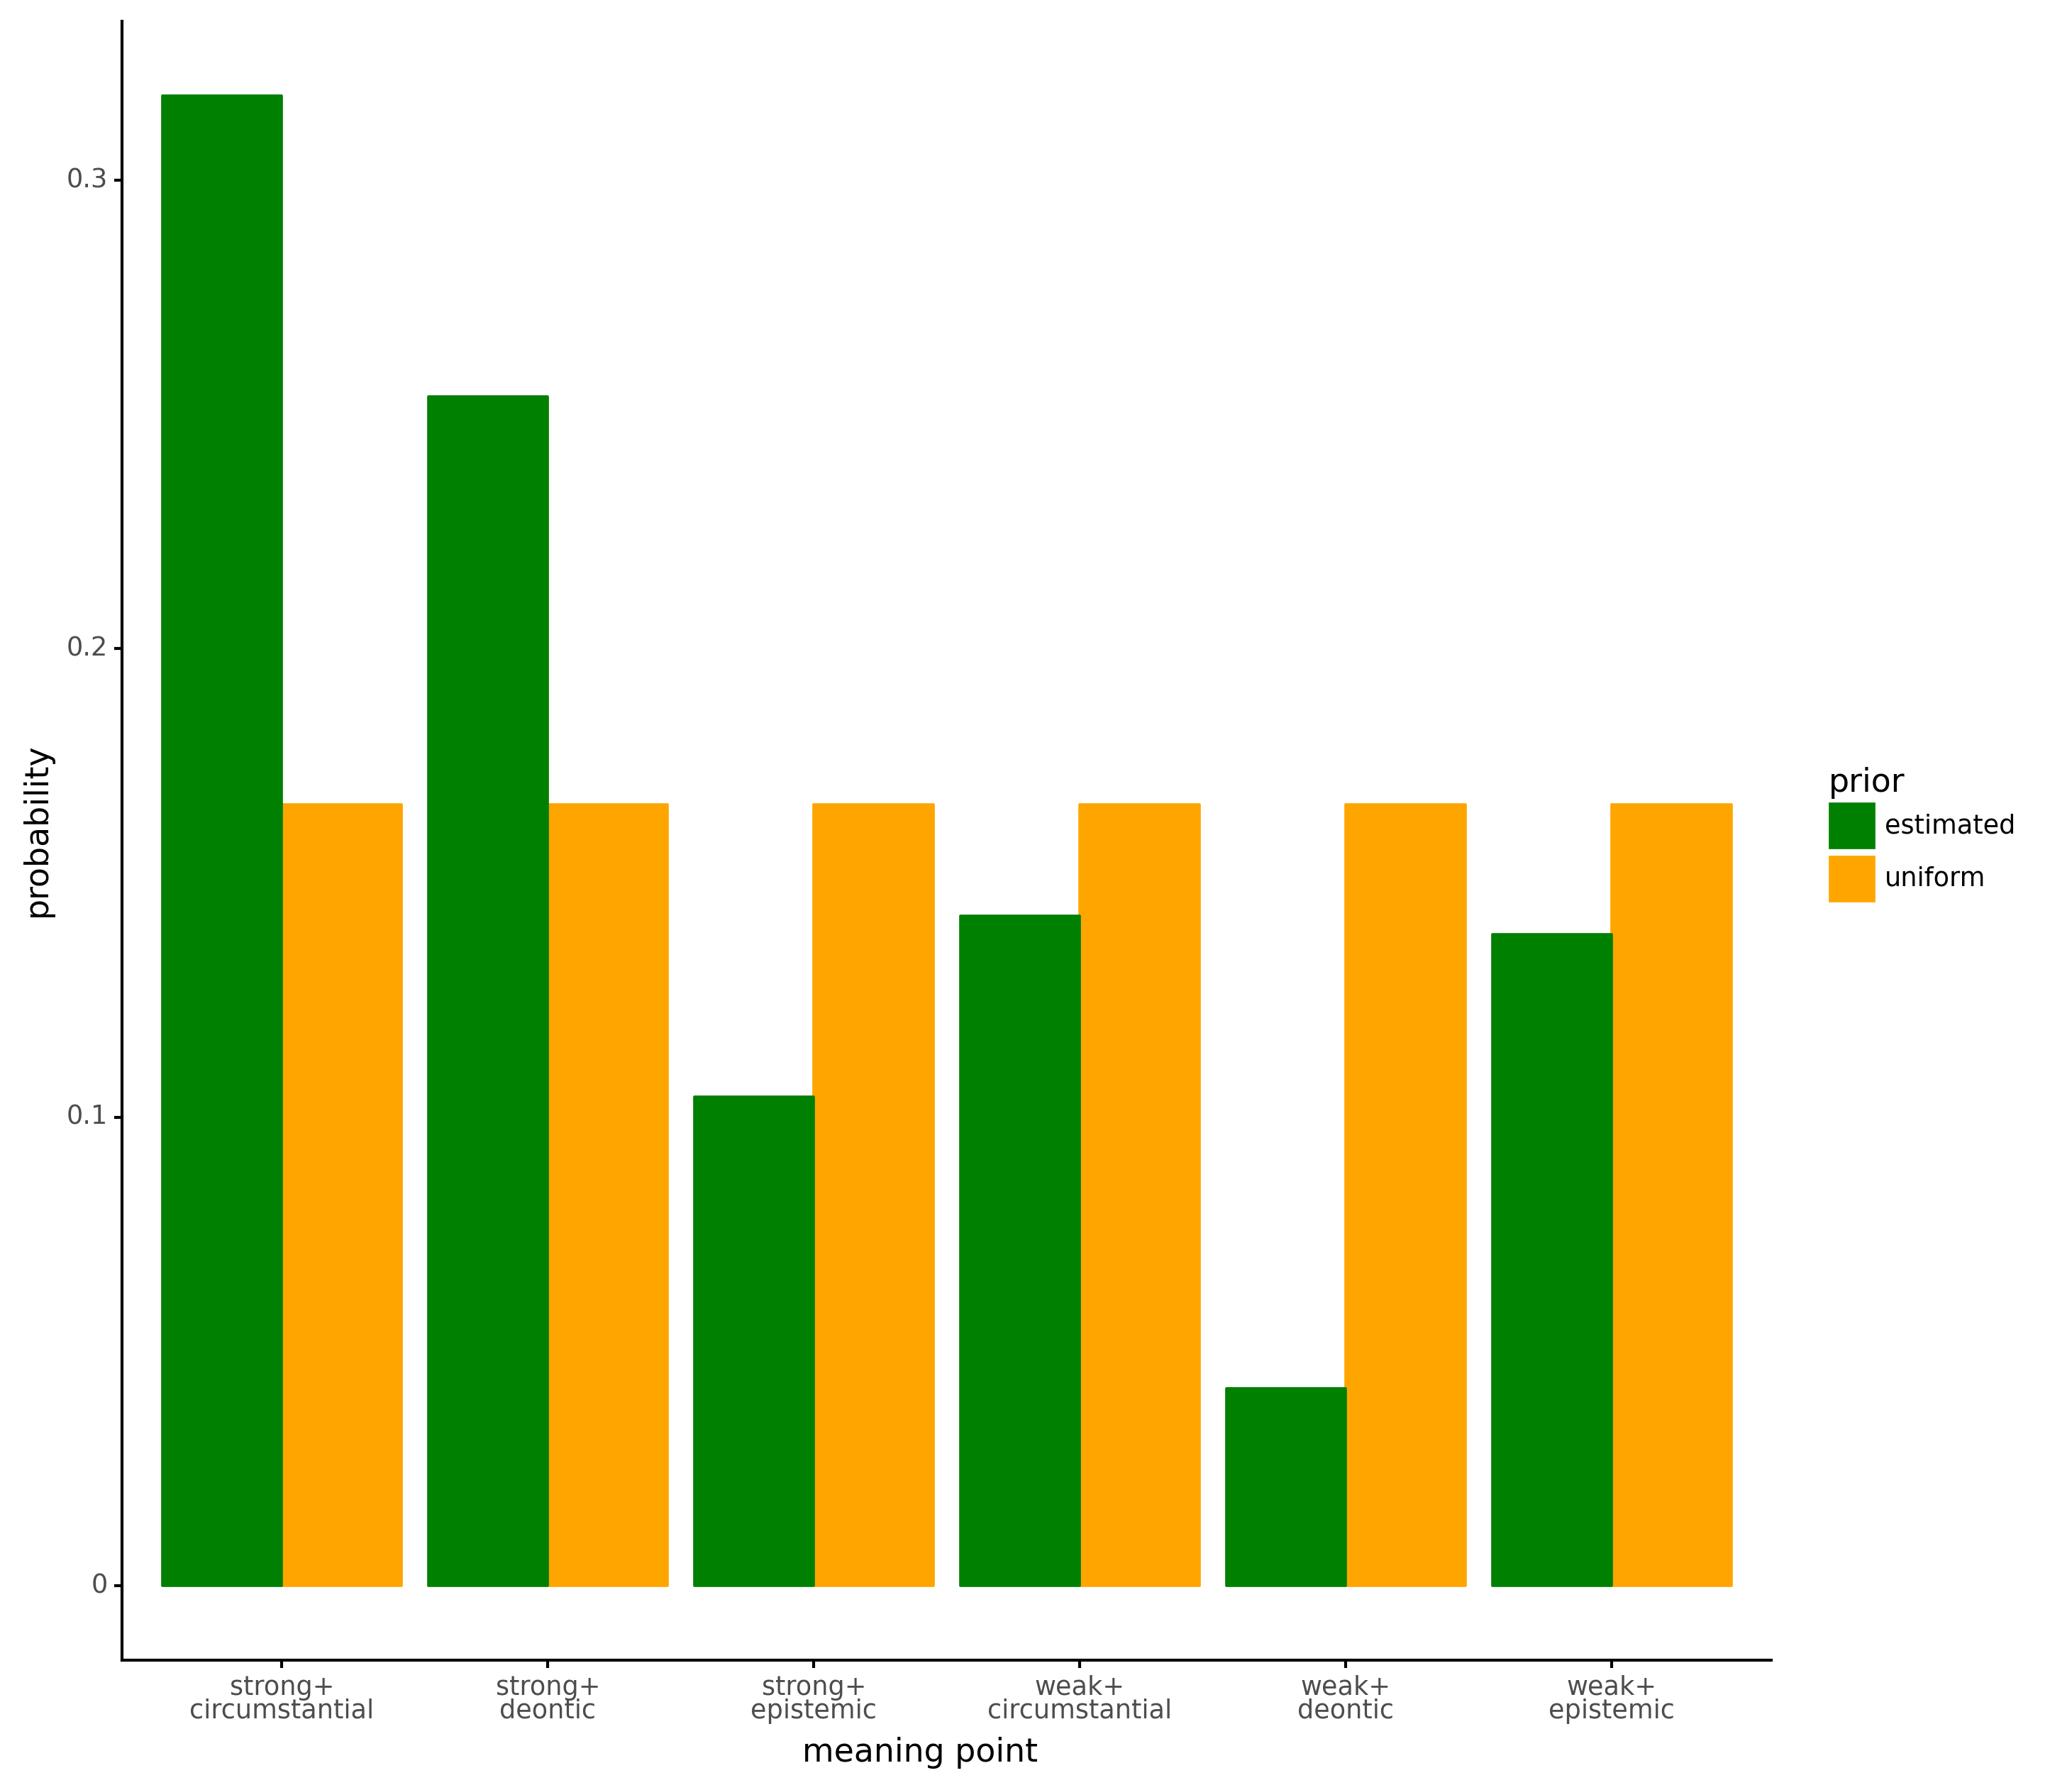 probability
0.3
0.2
0.1
0
strong+
circumstantial
strong+
deontic
strong+
epistemic
weak+
circumstantial
weak+
deontic
weak+
epistemic
meaning point
prior
estimated
uniform